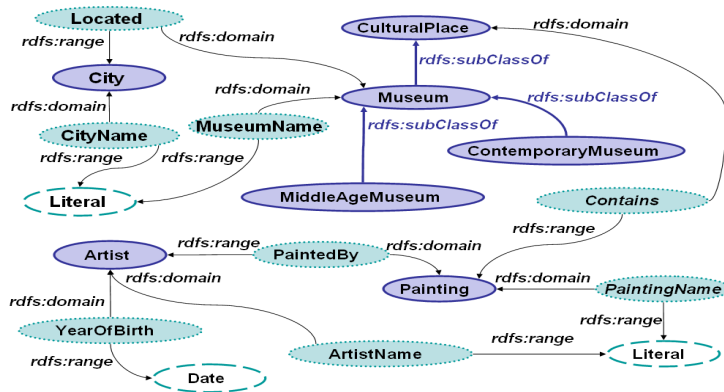 Located
rdfs:domain
CulturalPlace
rdfs:domain
rdfs:range
rdfs:subClassOf
City
rdfs:domain
rdfs:domain
Museum
rdfs:subClassOf
CityName
MuseumName
rdfs:subClassOf
rdfs:range
rdfs:range
ContemporaryMuseum
Literal
MiddleAgeMuseum
Contains
rdfs:range
Artist
rdfs:range
PaintedBy
rdfs:domain
rdfs:domain
rdfs:domain
Painting
PaintingName
rdfs:domain
YearOfBirth
rdfs:range
rdfs:range
ArtistName
rdfs:range
Literal
Date